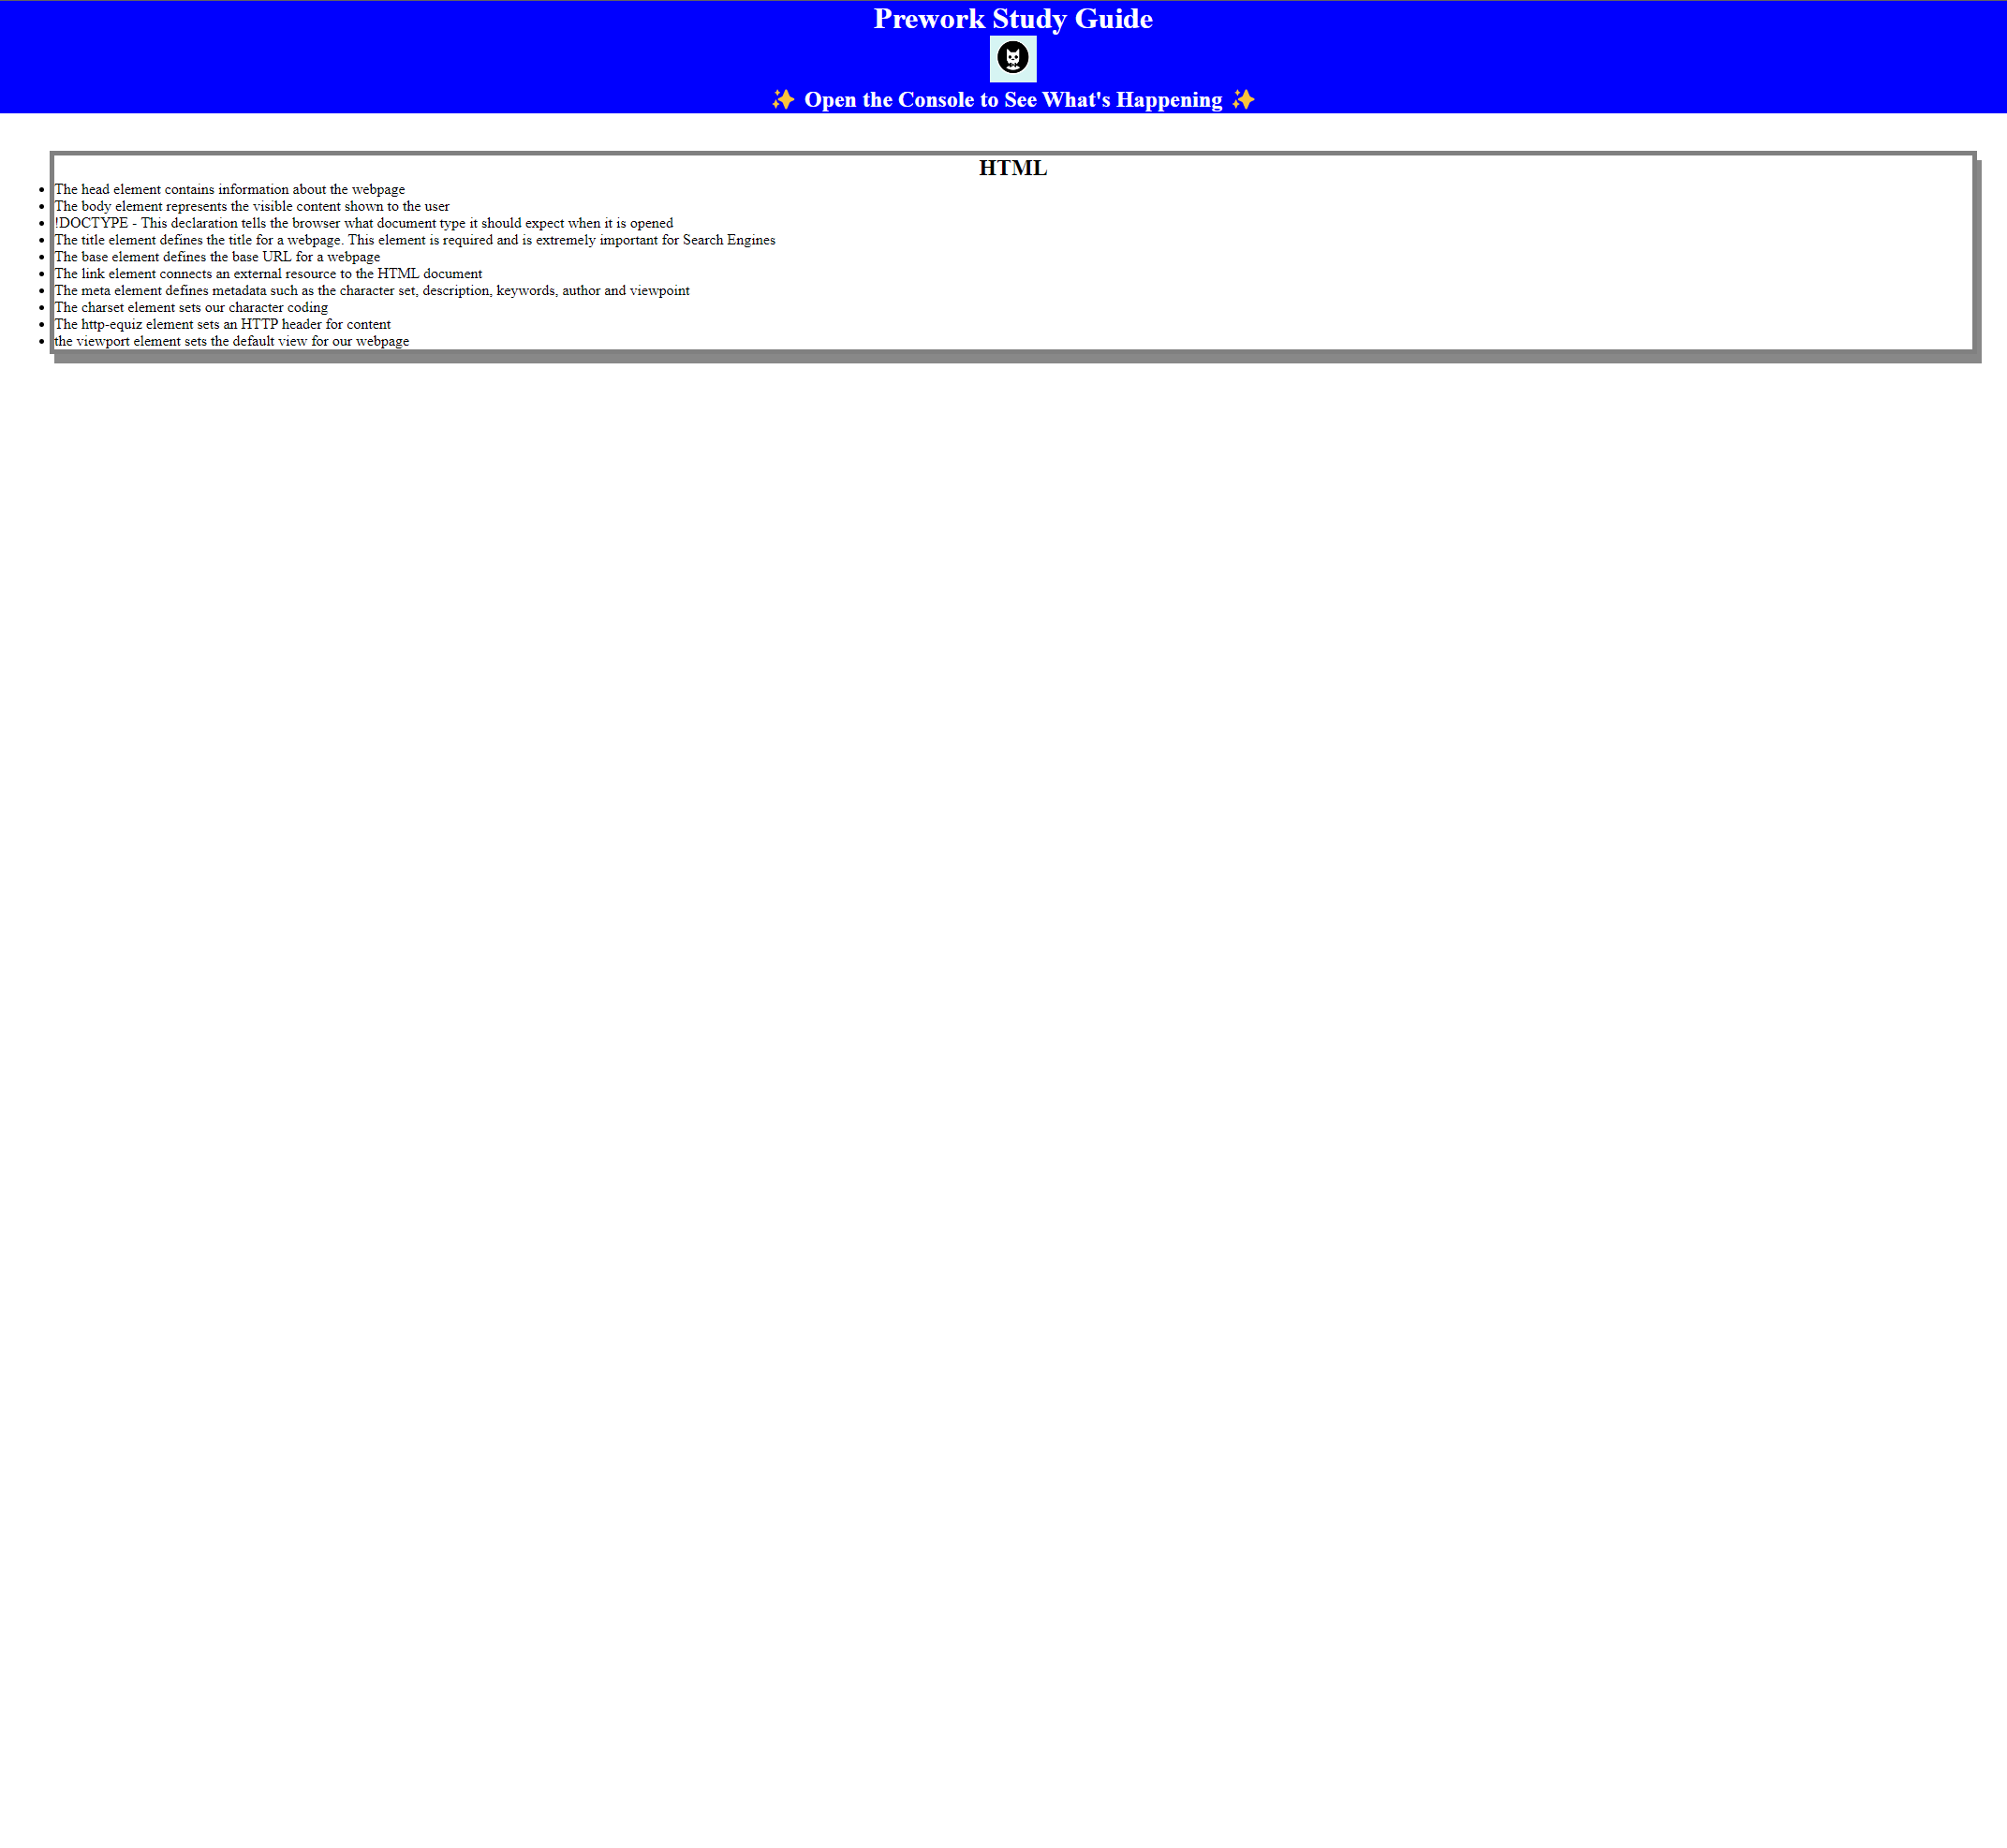 Prework Study Guide
✨ Open the Console to See What's Happening ✨
HTML
• The head element contains information about the webpage
• The body element represents the visible content shown to the user
• !DOCTYPE - This declaration tells the browser what document type it should expect when it is opened
• The title element defines the title for a webpage. This element is required and is extremely important for Search Engines
• The base element defines the base URL for a webpage
• The link element connects an external resource to the HTML document
• The meta element defines metadata such as the character set, description, keywords, author and viewpoint
• The charset element sets our character coding
• The http-equiz element sets an HTTP header for content
• the viewport element sets the default view for our webpage